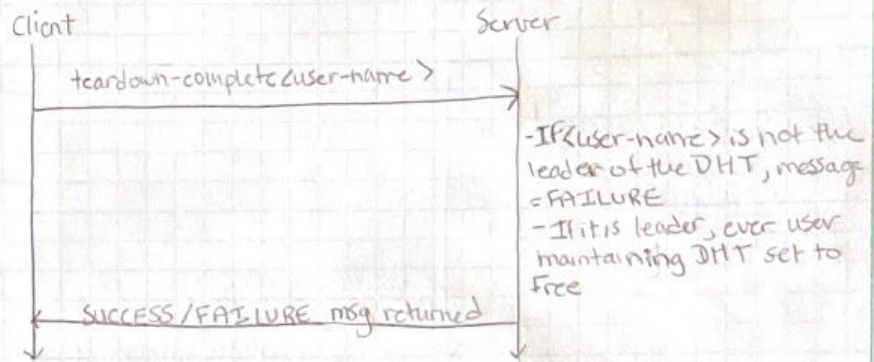 Client
Server
teardown-complete<user-name>
-If<user-name> is not the
leader of the DHT, message
= FAILURE
- If it is leader, ever user
maintaining DHT set to
Free
SUCCESS/FAILURE msg returned